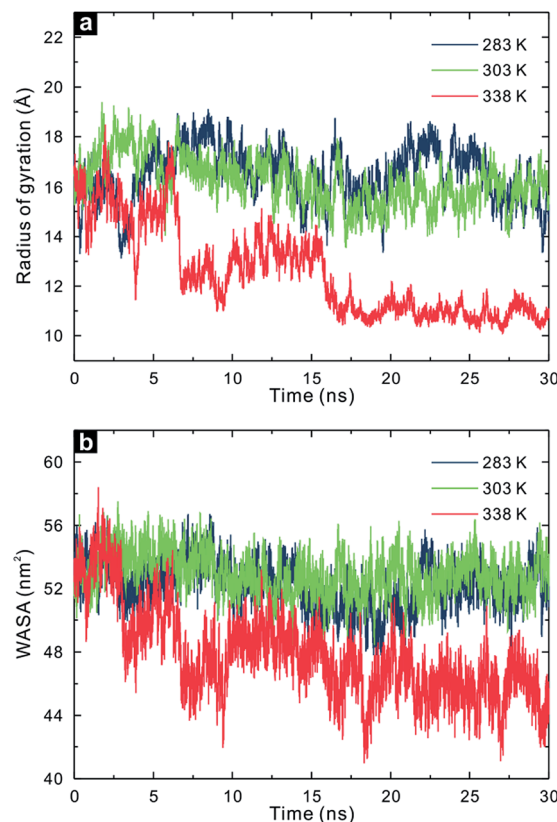 a
22
20
18
16
14
12
10
Radius of gyration (Å)
283 K
303 K
338 K
0 5 10 15 20 25 30
Time (ns)
b
60
56
52
48
44
40
WASA (nm²)
283 K
303 K
338 K
0 5 10 15 20 25 30
Time (ns)